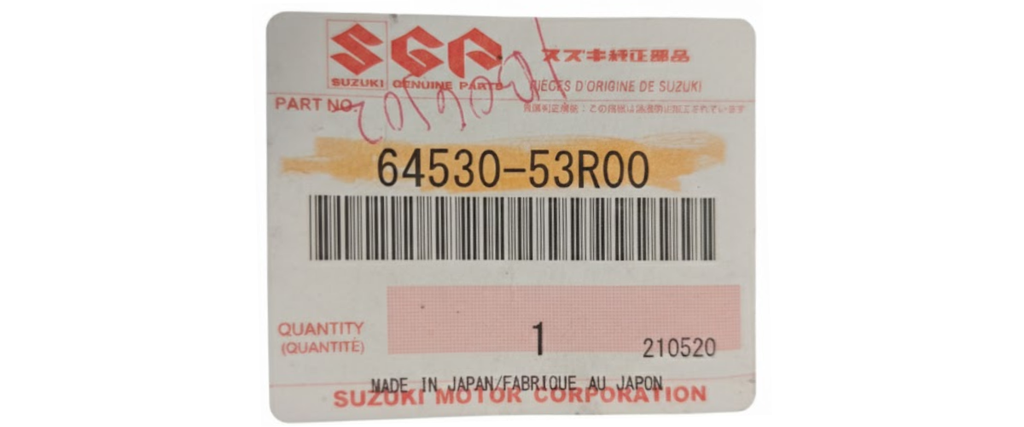 SGP スズキ純正部品
SUZUKI GENUINE PARTS PIÈCES D'ORIGINE DE SUZUKI
PART NO.
64530-53R00
QUANTITY
(QUANTITÉ)
1
210520
MADE IN JAPAN/FABRIQUE AU JAPON
SUZUKI MOTOR CORPORATION